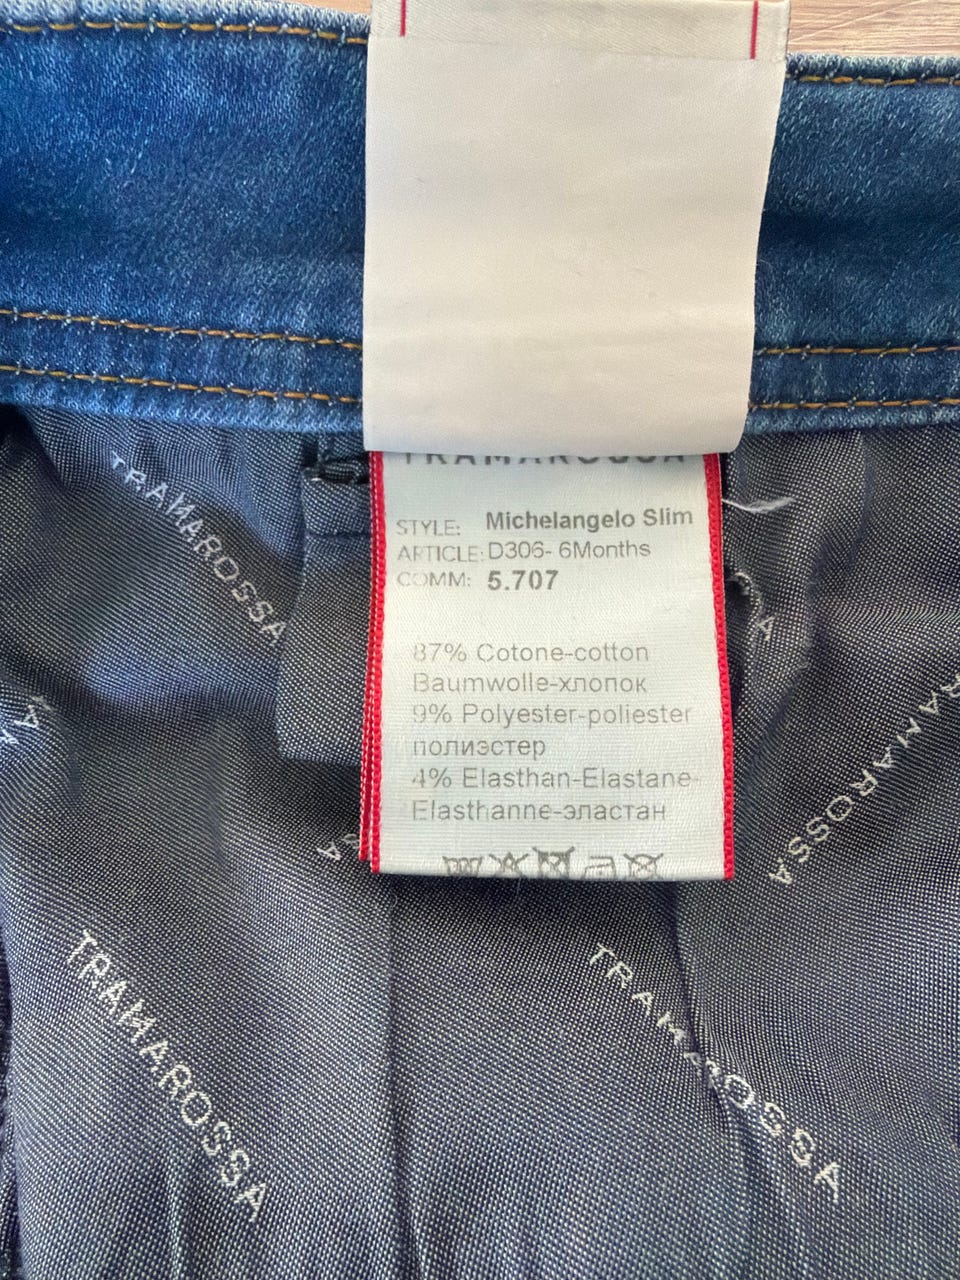 TRAMAROSSA
STYLE: Michelangelo Slim
ARTICLE: D306- 6Months
COMM: 5.707
87% Cotone-cotton
Baumwolle-хлопок
9% Polyester-poliester
полиэстер
4% Elasthan-Elastane-
Elasthanne-эластан
TRAMAROSSA
TRAMAROSSA
TRAMAROSSA
TRAMAROSSA